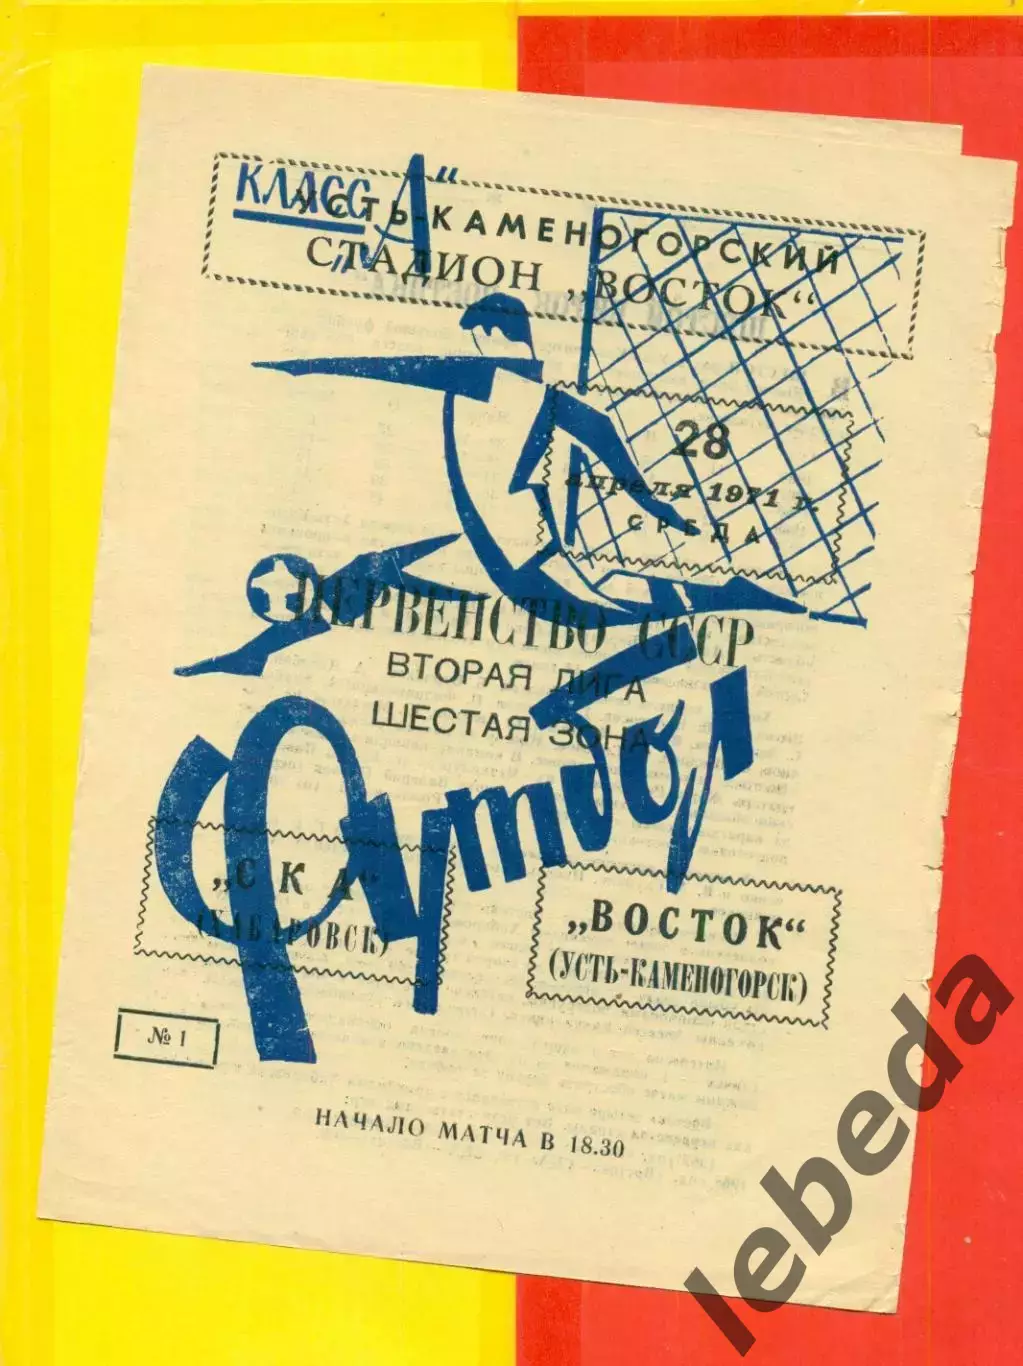 КЛАСС „А“
УСТЬ-КАМЕНОГОРСКИЙ
СТАДИОН „ВОСТОК“
28
апреля 1971 г.
СРЕДА
ПЕРВЕНСТВО СССР
ВТОРАЯ ЛИГА
ШЕСТАЯ ЗОНА
футбол
„СКА“
(ХАБАРОВСК)
„ВОСТОК“
(УСТЬ-КАМЕНОГОРСК)
№ 1
НАЧАЛО МАТЧА В 18.30
lebeda